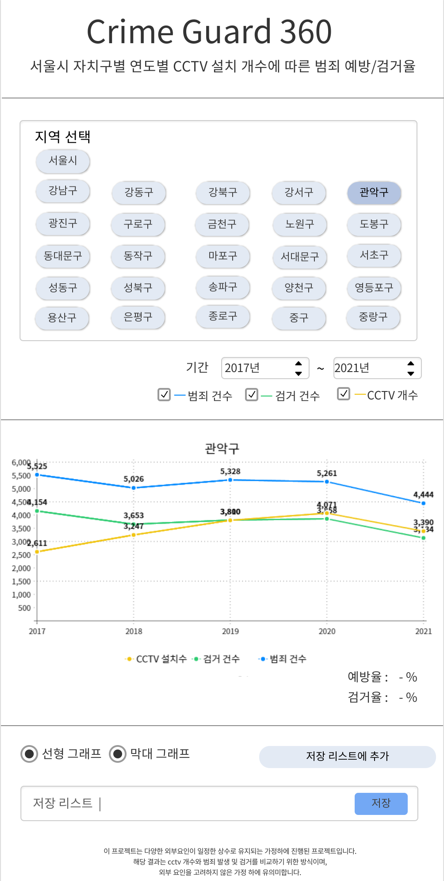 Crime Guard 360
서울시 자치구별 연도별 CCTV 설치 개수에 따른 범죄 예방/검거율
지역 선택
서울시
강남구 강동구 강북구 강서구 관악구
광진구 구로구 금천구 노원구 도봉구
동대문구 동작구 마포구 서대문구 서초구
성동구 성북구 송파구 양천구 영등포구
용산구 은평구 종로구 중구 중랑구
기간 2017년 ~ 2021년
범죄 건수 검거 건수 CCTV 개수
관악구
6,000
5,525
5,328
5,261
5,500
5,026
5,000
4,444
4,500
4,154
4,071
4,000
3,653
3,500
3,247
3,390
3,000
2,611
2,500
2,000
1,500
1,000
500
2017 2018 2019 2020 2021
CCTV 설치수 검거 건수 범죄 건수
예방율 : - %
검거율 : - %
선형 그래프 막대 그래프 저장 리스트에 추가
저장 리스트 | 저장
이 프로젝트는 다양한 외부요인이 일정한 상수로 유지되는 가정하에 진행된 프로젝트입니다.
해당 결과는 cctv 개수와 범죄 발생 및 검거를 비교하기 위한 방식이며,
외부 요인을 고려하지 않은 가정 하에 유의미합니다.